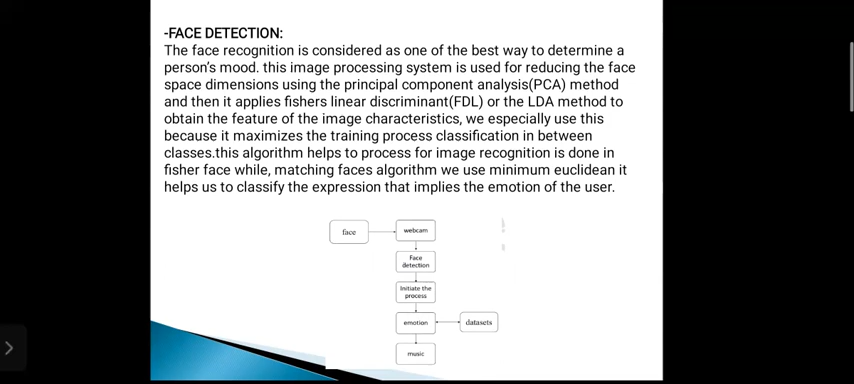 -FACE DETECTION:
The face recognition is considered as one of the best way to determine a
person's mood. this image processing system is used for reducing the face
space dimensions using the principal component analysis(PCA) method
and then it applies fishers linear discriminant(FDL) or the LDA method to
obtain the feature of the image characteristics, we especially use this
because it maximizes the training process classification in between
classes.this algorithm helps to process for image recognition is done in
fisher face while, matching faces algorithm we use minimum euclidean it
helps us to classify the expression that implies the emotion of the user.
face
webcam
Face
detection
Initiate the
process
emotion
datasets
music